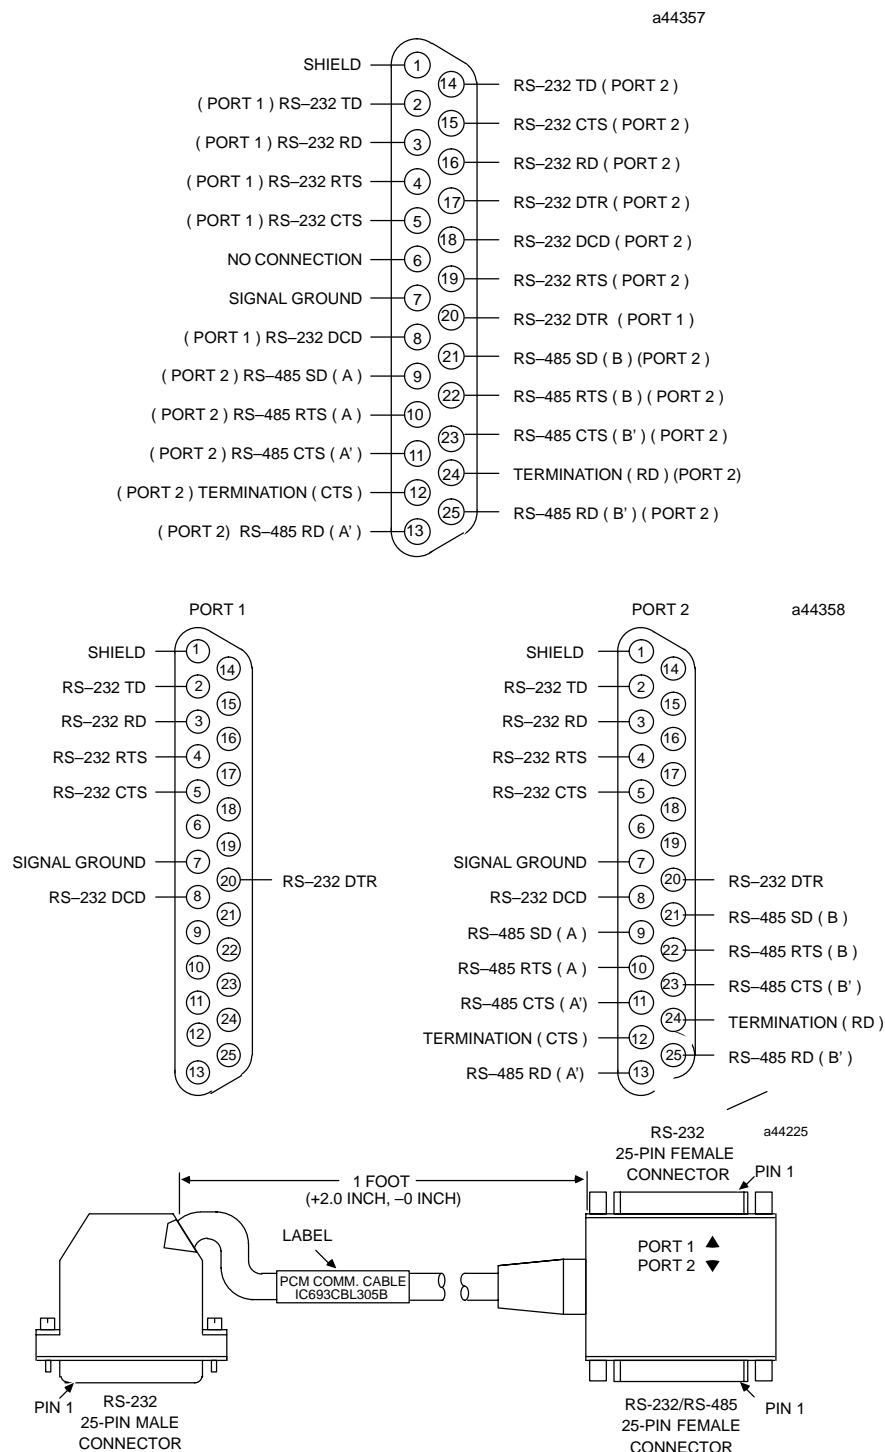 a44357
SHIELD 1
14 RS–232 TD ( PORT 2 )
( PORT 1 ) RS–232 TD 2
15 RS–232 CTS ( PORT 2 )
( PORT 1 ) RS–232 RD 3
16 RS–232 RD ( PORT 2 )
( PORT 1 ) RS–232 RTS 4
17 RS–232 DTR ( PORT 2 )
( PORT 1 ) RS–232 CTS 5
18 RS–232 DCD ( PORT 2 )
NO CONNECTION 6
19 RS–232 RTS ( PORT 2 )
SIGNAL GROUND 7
20 RS–232 DTR ( PORT 1 )
( PORT 1 ) RS–232 DCD 8
21 RS–485 SD ( B ) (PORT 2 )
( PORT 2 ) RS–485 SD ( A ) 9
22 RS–485 RTS ( B ) ( PORT 2 )
( PORT 2 ) RS–485 RTS ( A ) 10
23 RS–485 CTS ( B' ) ( PORT 2 )
( PORT 2 ) RS–485 CTS ( A' ) 11
24 TERMINATION ( RD ) (PORT 2)
( PORT 2 ) TERMINATION ( CTS ) 12
25 RS–485 RD ( B' ) ( PORT 2 )
( PORT 2) RS–485 RD ( A' ) 13
PORT 1
SHIELD 1
14
RS–232 TD 2
15
RS–232 RD 3
16
RS–232 RTS 4
17
RS–232 CTS 5
18
6
19
SIGNAL GROUND 7
20 RS–232 DTR
RS–232 DCD 8
21
9
22
10
23
11
24
12
25
13
PORT 2
a44358
SHIELD 1
14
RS–232 TD 2
15
RS–232 RD 3
16
RS–232 RTS 4
17
RS–232 CTS 5
18
6
19
SIGNAL GROUND 7
20 RS–232 DTR
RS–232 DCD 8
21 RS–485 SD ( B )
RS–485 SD ( A ) 9
22 RS–485 RTS ( B )
RS–485 RTS ( A ) 10
23 RS–485 CTS ( B' )
RS–485 CTS ( A') 11
24 TERMINATION ( RD )
TERMINATION ( CTS ) 12
25 RS–485 RD ( B' )
RS–485 RD ( A') 13
a44225
RS-232
25-PIN FEMALE
CONNECTOR
PIN 1
1 FOOT
(+2.0 INCH, –0 INCH)
LABEL
PCM COMM. CABLE
IC693CBL305B
PORT 1
PORT 2
PIN 1
RS-232
25-PIN MALE
CONNECTOR
RS-232/RS-485
25-PIN FEMALE
CONNECTOR
PIN 1